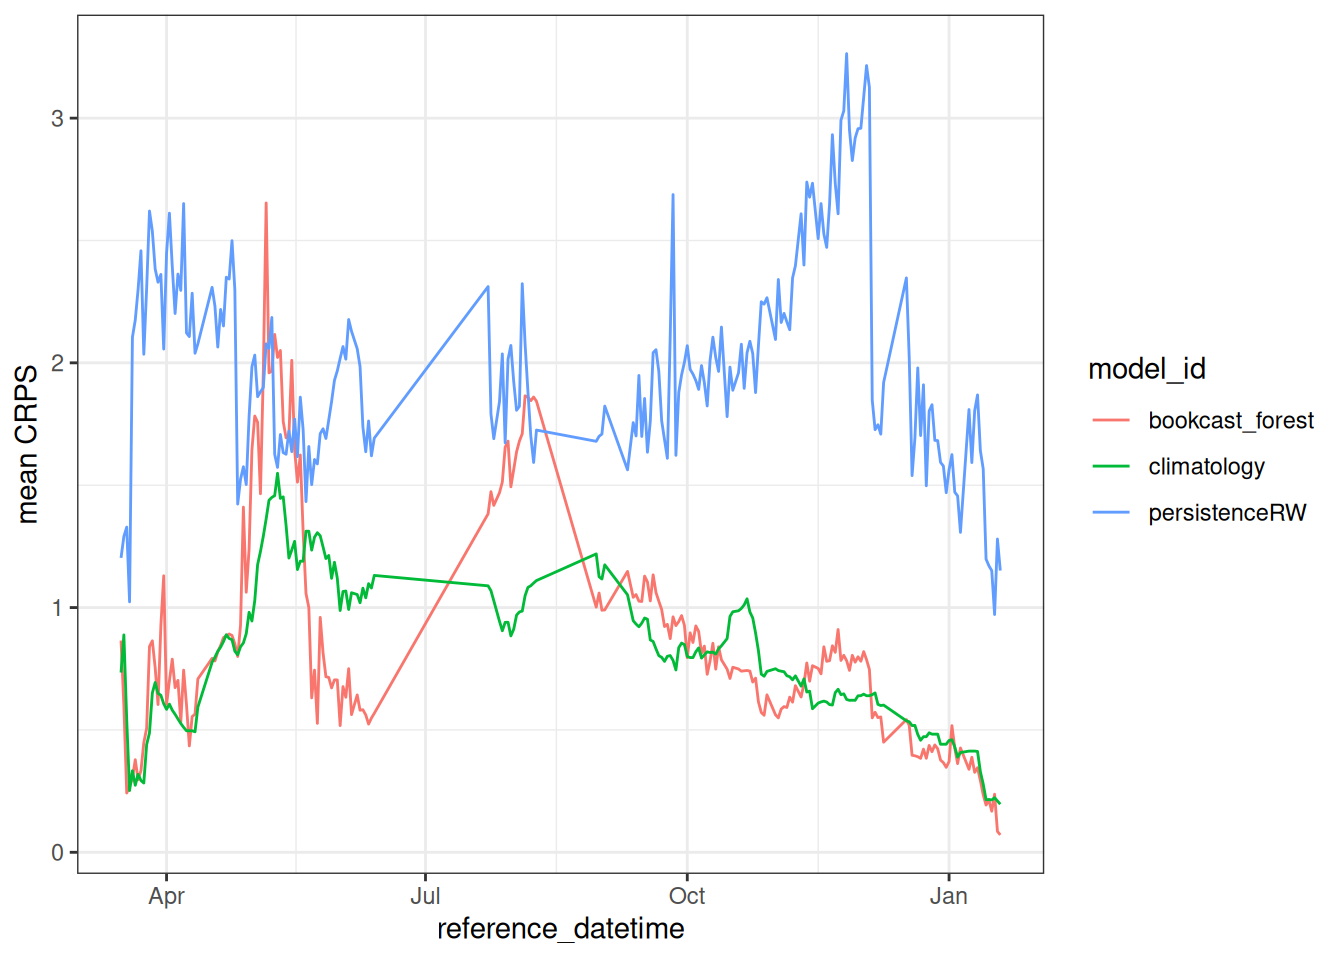 mean CRPS
3
2
1
0
Apr
Jul
Oct
Jan
reference_datetime
model_id
bookcast_forest
climatology
persistenceRW